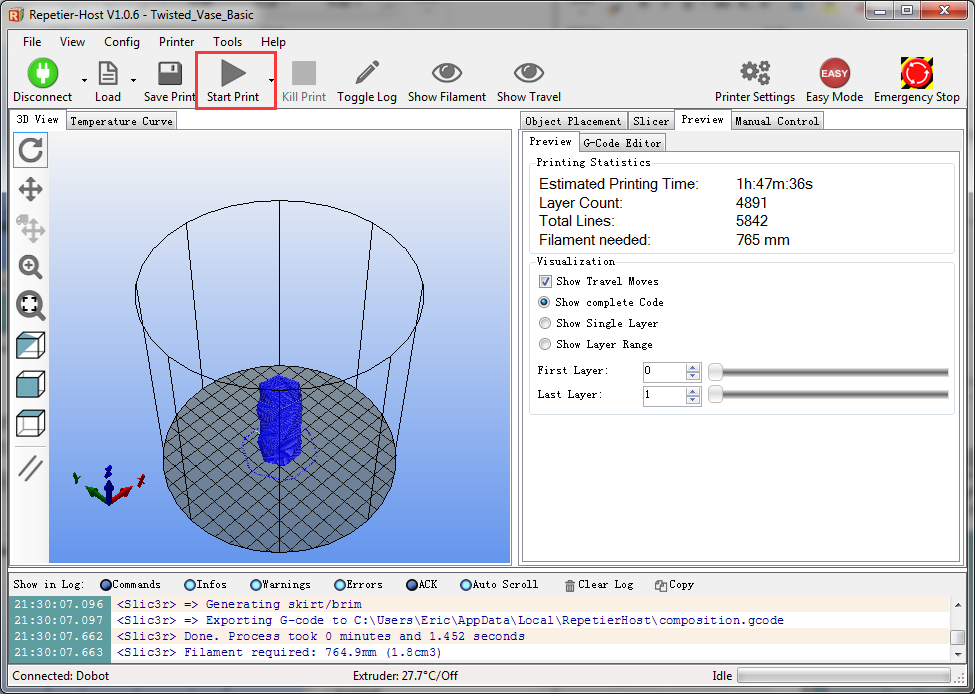 Repetier-Host V1.0.6 - Twisted_Vase_Basic
File View Config Printer Tools Help
Disconnect Load Save Print Start Print Kill Print Toggle Log Show Filament Show Travel Printer Settings EASY Easy Mode Emergency Stop
3D View Temperature Curve
Object Placement Slicer Preview Manual Control
Preview G-Code Editor
Printing Statistics
Estimated Printing Time: 1h:47m:36s
Layer Count: 4891
Total Lines: 5842
Filament needed: 765 mm
Visualization
Show Travel Moves
Show complete Code
Show Single Layer
Show Layer Range
First Layer: 0
Last Layer: 1
Y Z X
Show in Log: Commands Infos Warnings Errors ACK Auto Scroll Clear Log Copy
21:30:07.096 <Slic3r> => Generating skirt/brim
21:30:07.097 <Slic3r> => Exporting G-code to C:\Users\Eric\AppData\Local\RepetierHost\composition.gcode
21:30:07.662 <Slic3r> Done. Process took 0 minutes and 1.452 seconds
21:30:07.663 <Slic3r> Filament required: 764.9mm (1.8cm3)
Connected: Dobot Extruder: 27.7°C/Off Idle